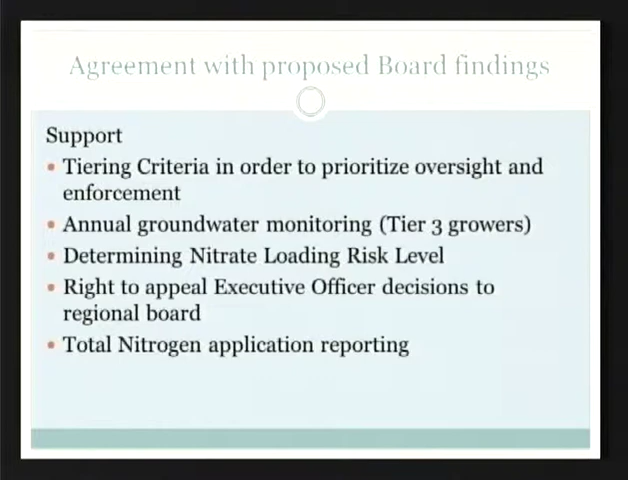 Agreement with proposed Board findings
Support
• Tiering Criteria in order to prioritize oversight and
enforcement
• Annual groundwater monitoring (Tier 3 growers)
• Determining Nitrate Loading Risk Level
• Right to appeal Executive Officer decisions to
regional board
• Total Nitrogen application reporting